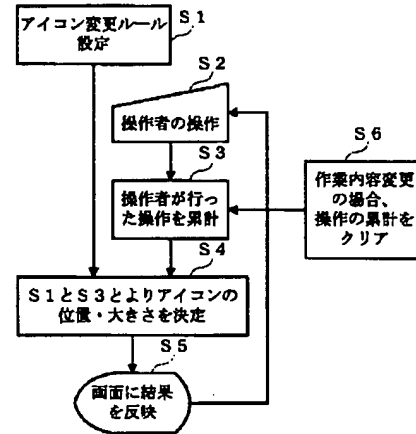 S1
アイコン変更ルール
設定
S2
操作者の操作
S3
操作者が行っ
た操作を累計
S6
作業内容変更
の場合、
操作の累計を
クリア
S4
S1とS3とよりアイコンの
位置・大きさを決定
S5
画面に結果
を反映